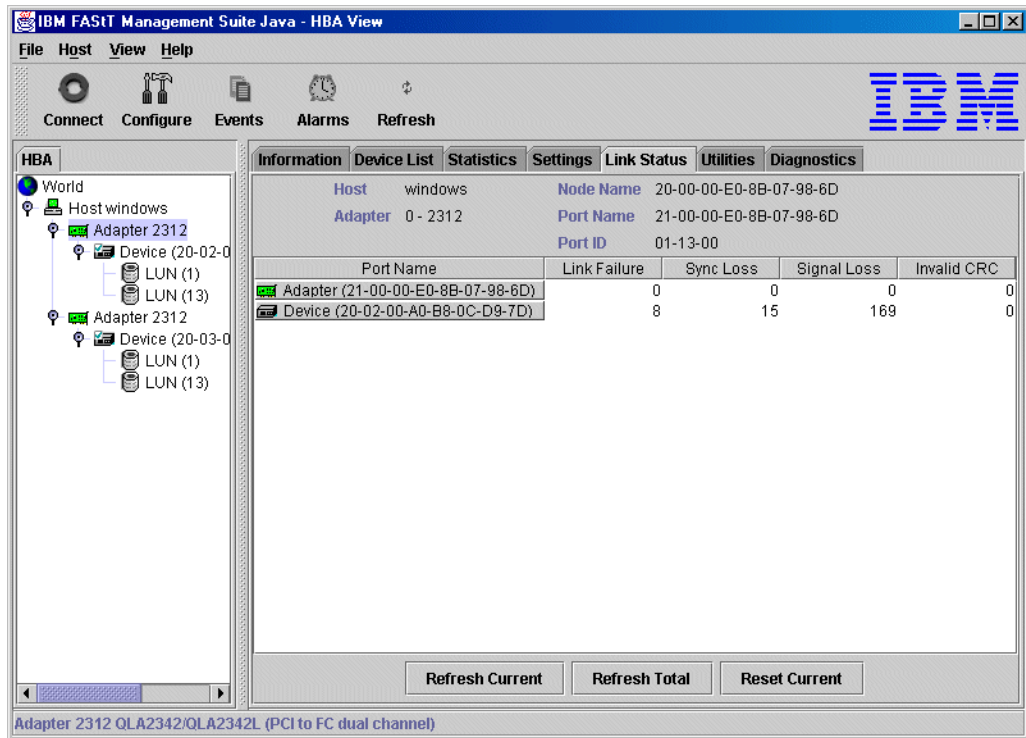 IBM FAStT Management Suite Java - HBA View
File Host View Help
Connect Configure Events Alarms Refresh
IBM
HBA
World
Host windows
Adapter 2312
Device (20-02-0
LUN (1)
LUN (13)
Adapter 2312
Device (20-03-0
LUN (1)
LUN (13)
Information Device List Statistics Settings Link Status Utilities Diagnostics
Host windows Node Name 20-00-00-E0-8B-07-98-6D
Adapter 0 - 2312 Port Name 21-00-00-E0-8B-07-98-6D
Port ID 01-13-00
Port Name Link Failure Sync Loss Signal Loss Invalid CRC
Adapter (21-00-00-E0-8B-07-98-6D) 0 0 0 0
Device (20-02-00-A0-B8-0C-D9-7D) 8 15 169 0
Refresh Current Refresh Total Reset Current
Adapter 2312 QLA2342/QLA2342L (PCI to FC dual channel)